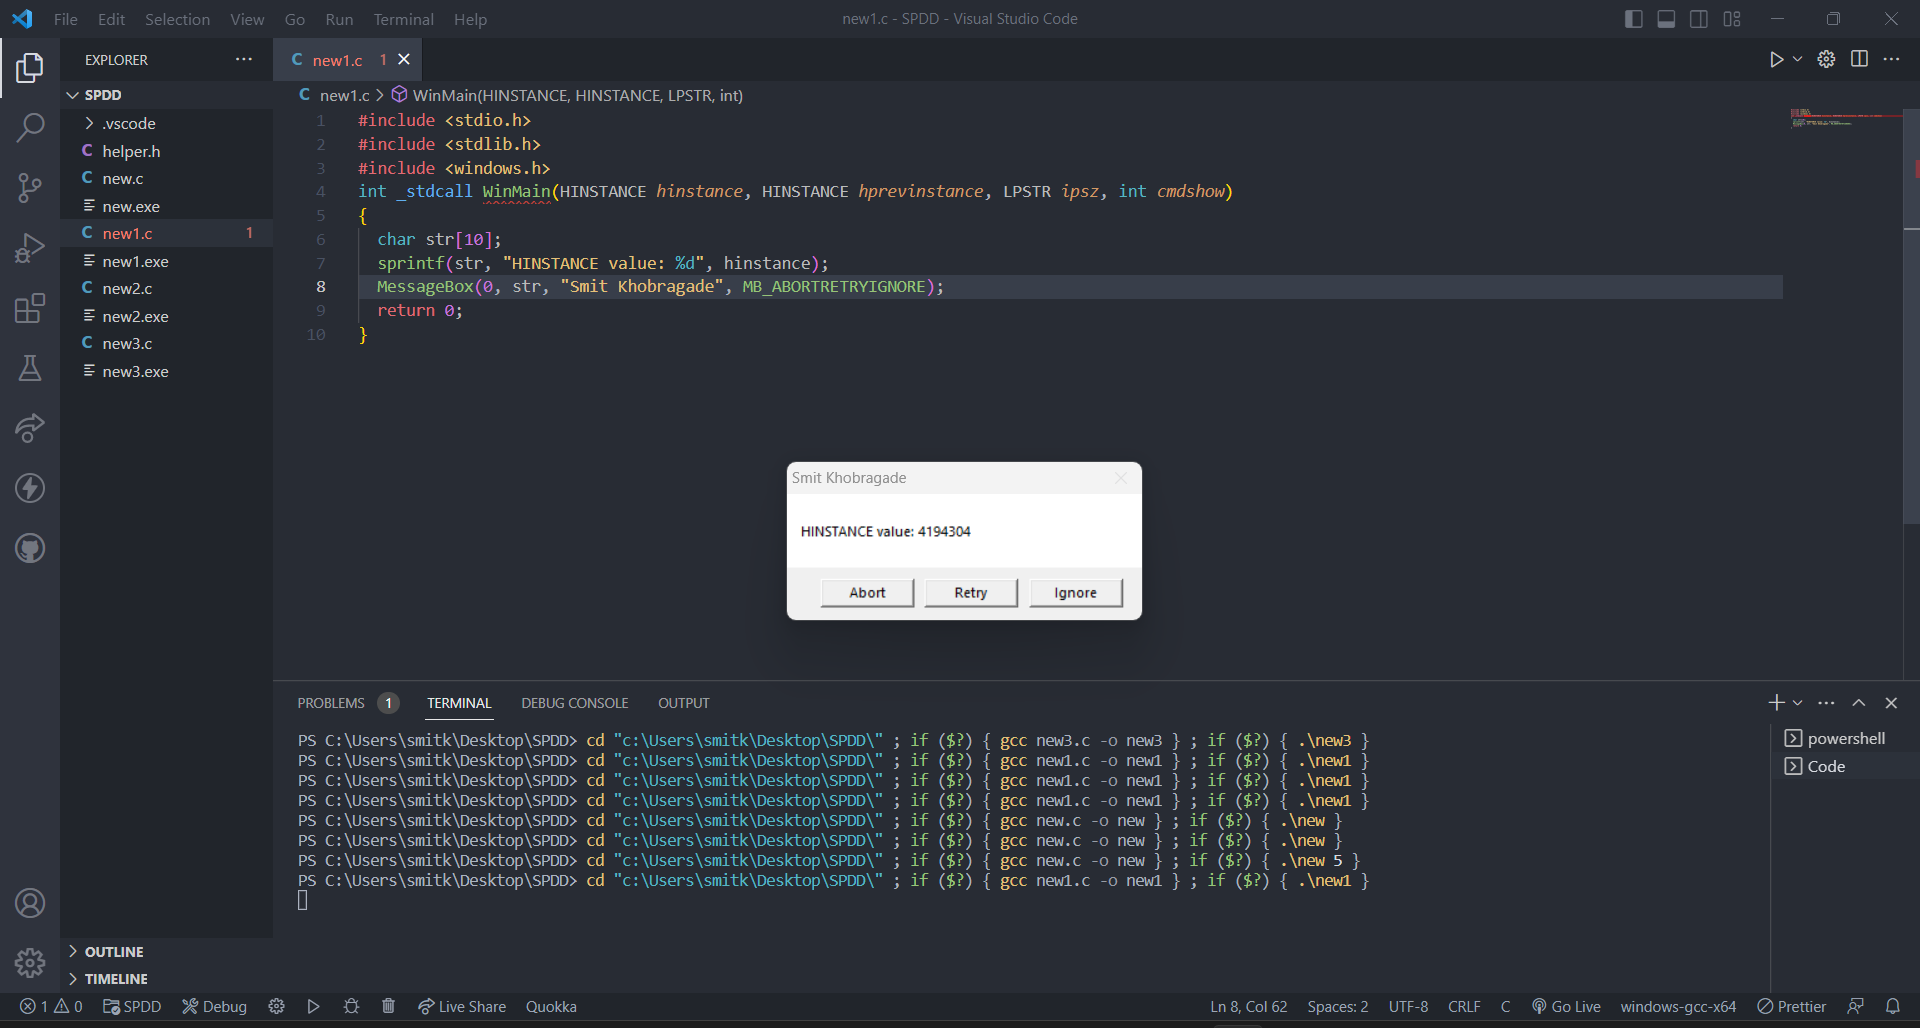 File Edit Selection View Go Run Terminal Help
new1.c - SPDD - Visual Studio Code
EXPLORER
SPDD
.vscode
C helper.h
C new.c
new.exe
C new1.c 1
new1.exe
C new2.c
new2.exe
C new3.c
new3.exe
OUTLINE
TIMELINE
C new1.c 1
C new1.c > WinMain(HINSTANCE, HINSTANCE, LPSTR, int)
1 #include <stdio.h>
2 #include <stdlib.h>
3 #include <windows.h>
4 int _stdcall WinMain(HINSTANCE hinstance, HINSTANCE hprevinstance, LPSTR ipsz, int cmdshow)
5 {
6 char str[10];
7 sprintf(str, "HINSTANCE value: %d", hinstance);
8 MessageBox(0, str, "Smit Khobragade", MB_ABORTRETRYIGNORE);
9 return 0;
10 }
Smit Khobragade
HINSTANCE value: 4194304
Abort Retry Ignore
PROBLEMS 1 TERMINAL DEBUG CONSOLE OUTPUT
PS C:\Users\smitk\Desktop\SPDD> cd "c:\Users\smitk\Desktop\SPDD\" ; if ($?) { gcc new3.c -o new3 } ; if ($?) { .\new3 }
PS C:\Users\smitk\Desktop\SPDD> cd "c:\Users\smitk\Desktop\SPDD\" ; if ($?) { gcc new1.c -o new1 } ; if ($?) { .\new1 }
PS C:\Users\smitk\Desktop\SPDD> cd "c:\Users\smitk\Desktop\SPDD\" ; if ($?) { gcc new1.c -o new1 } ; if ($?) { .\new1 }
PS C:\Users\smitk\Desktop\SPDD> cd "c:\Users\smitk\Desktop\SPDD\" ; if ($?) { gcc new1.c -o new1 } ; if ($?) { .\new1 }
PS C:\Users\smitk\Desktop\SPDD> cd "c:\Users\smitk\Desktop\SPDD\" ; if ($?) { gcc new.c -o new } ; if ($?) { .\new }
PS C:\Users\smitk\Desktop\SPDD> cd "c:\Users\smitk\Desktop\SPDD\" ; if ($?) { gcc new.c -o new } ; if ($?) { .\new }
PS C:\Users\smitk\Desktop\SPDD> cd "c:\Users\smitk\Desktop\SPDD\" ; if ($?) { gcc new.c -o new } ; if ($?) { .\new 5 }
PS C:\Users\smitk\Desktop\SPDD> cd "c:\Users\smitk\Desktop\SPDD\" ; if ($?) { gcc new1.c -o new1 } ; if ($?) { .\new1 }
powershell
Code
1 0 SPDD Debug Live Share Quokka
Ln 8, Col 62 Spaces: 2 UTF-8 CRLF C Go Live windows-gcc-x64 Prettier